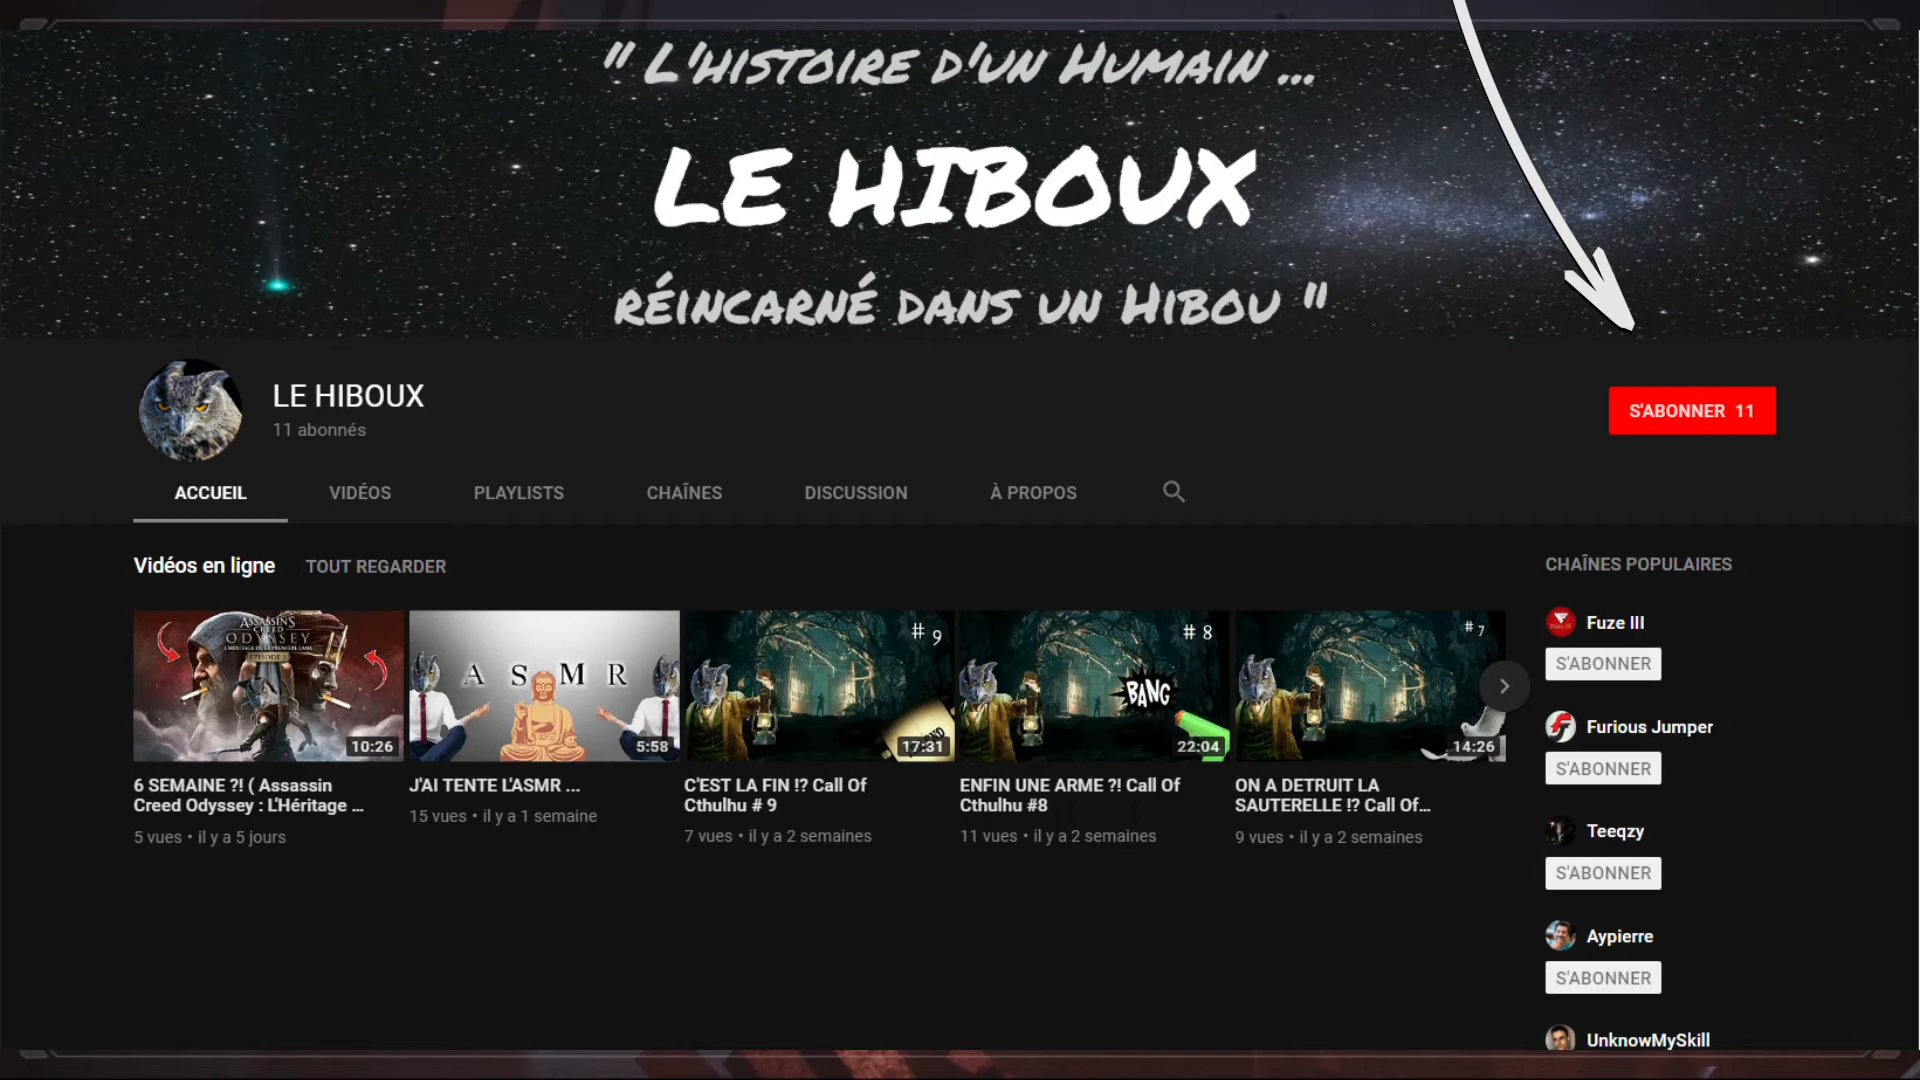 " L'HISTOIRE D'UN HUMAIN ...
LE HIBOUX
RÉINCARNÉ DANS UN HIBOU "
LE HIBOUX
11 abonnés
S'ABONNER 11
ACCUEIL
VIDÉOS
PLAYLISTS
CHAÎNES
DISCUSSION
À PROPOS
Vidéos en ligne
TOUT REGARDER
ASSASSIN'S
CREED
ODYSSEY
10:26
6 SEMAINE ?! ( Assassin
Creed Odyssey : L'Héritage ...
5 vues • il y a 5 jours
A S M R
5:58
J'AI TENTE L'ASMR ...
15 vues • il y a 1 semaine
# 9
17:31
C'EST LA FIN !? Call Of
Cthulhu # 9
7 vues • il y a 2 semaines
# 8
BANG
22:04
ENFIN UNE ARME ?! Call Of
Cthulhu #8
11 vues • il y a 2 semaines
# 7
14:26
ON A DETRUIT LA
SAUTERELLE !? Call Of...
9 vues • il y a 2 semaines
CHAÎNES POPULAIRES
Fuze III
S'ABONNER
Furious Jumper
S'ABONNER
Teeqzy
S'ABONNER
Aypierre
S'ABONNER
UnknowMySkill